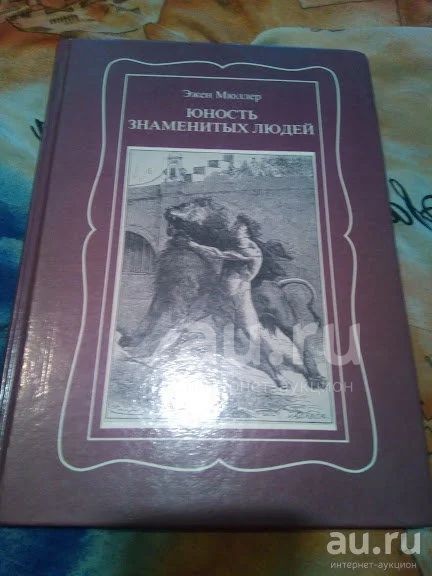 Эжен Мюллер
ЮНОСТЬ
ЗНАМЕНИТЫХ ЛЮДЕЙ
au.ru
интернет-аукцион
au.ru
интернет-аукцион